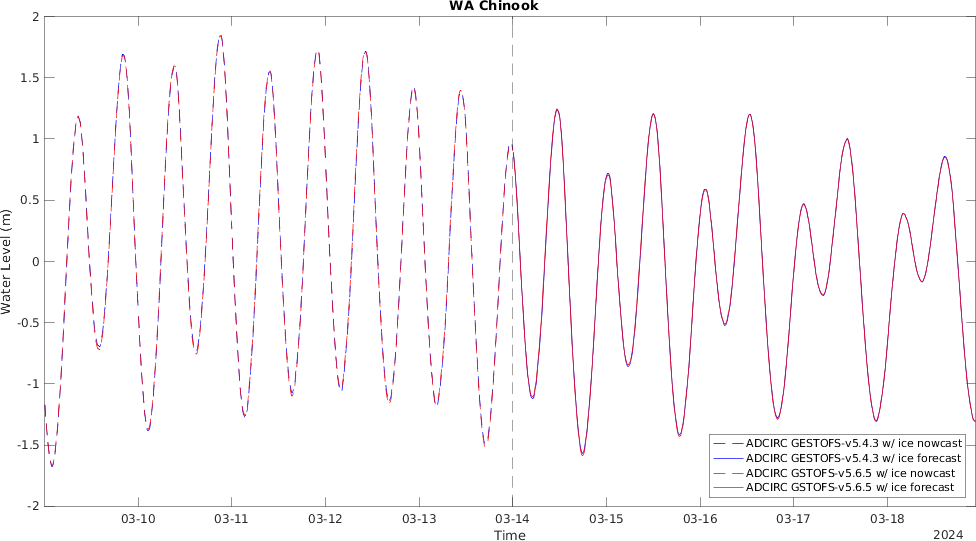 WA Chinook
2
1.5
1
0.5
0
-0.5
-1
-1.5
-2
Water Level (m)
03-10 03-11 03-12 03-13 03-14 03-15 03-16 03-17 03-18
Time
2024
ADCIRC GESTOFS-v5.4.3 w/ ice nowcast
ADCIRC GESTOFS-v5.4.3 w/ ice forecast
ADCIRC GSTOFS-v5.6.5 w/ ice nowcast
ADCIRC GSTOFS-v5.6.5 w/ ice forecast